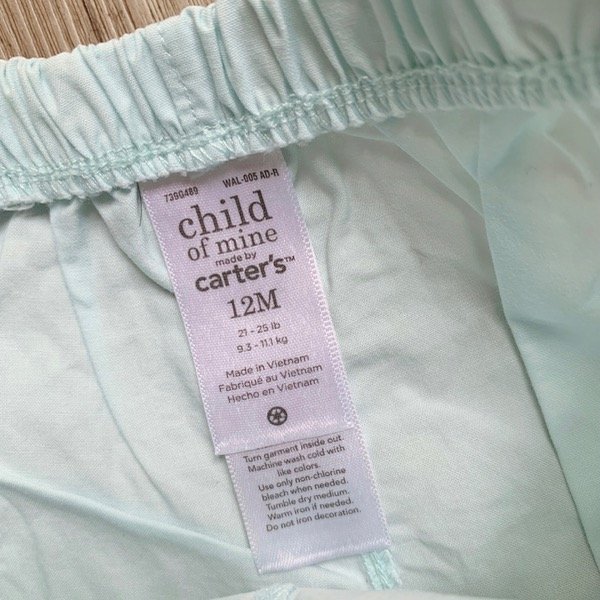 739G480 WAL-005 AD-R
child
of mine
made by
carter's™
12M
21 - 25 lb
9.3 - 11.1 kg
Made in Vietnam
Fabriqué au Vietnam
Hecho en Vietnam
Turn garment inside out.
Machine wash cold with
like colors.
Use only non-chlorine
bleach when needed.
Tumble dry medium.
Warm iron if needed.
Do not iron decoration.